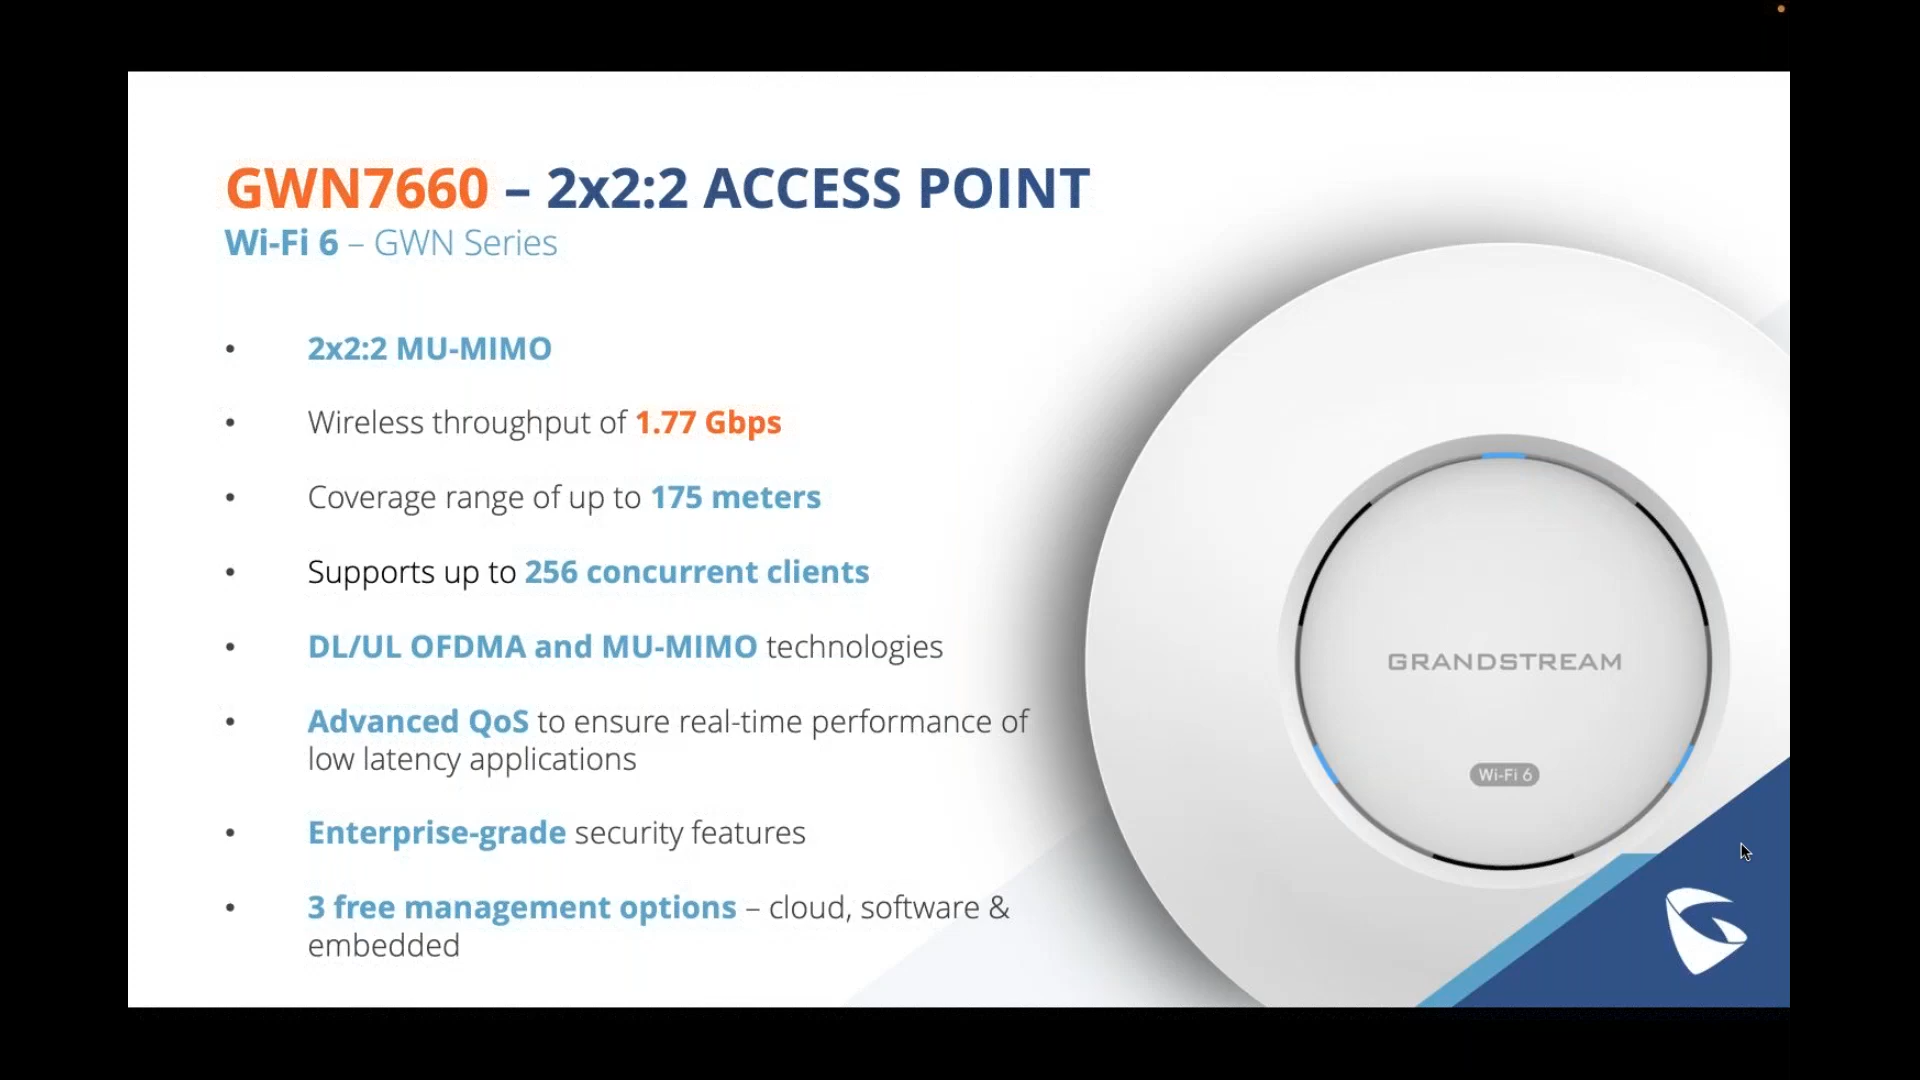 GWN7660 – 2x2:2 ACCESS POINT
Wi-Fi 6 – GWN Series
• 2x2:2 MU-MIMO
• Wireless throughput of 1.77 Gbps
• Coverage range of up to 175 meters
• Supports up to 256 concurrent clients
• DL/UL OFDMA and MU-MIMO technologies
• Advanced QoS to ensure real-time performance of
low latency applications
• Enterprise-grade security features
• 3 free management options – cloud, software &
embedded
GRANDSTREAM
Wi-Fi 6